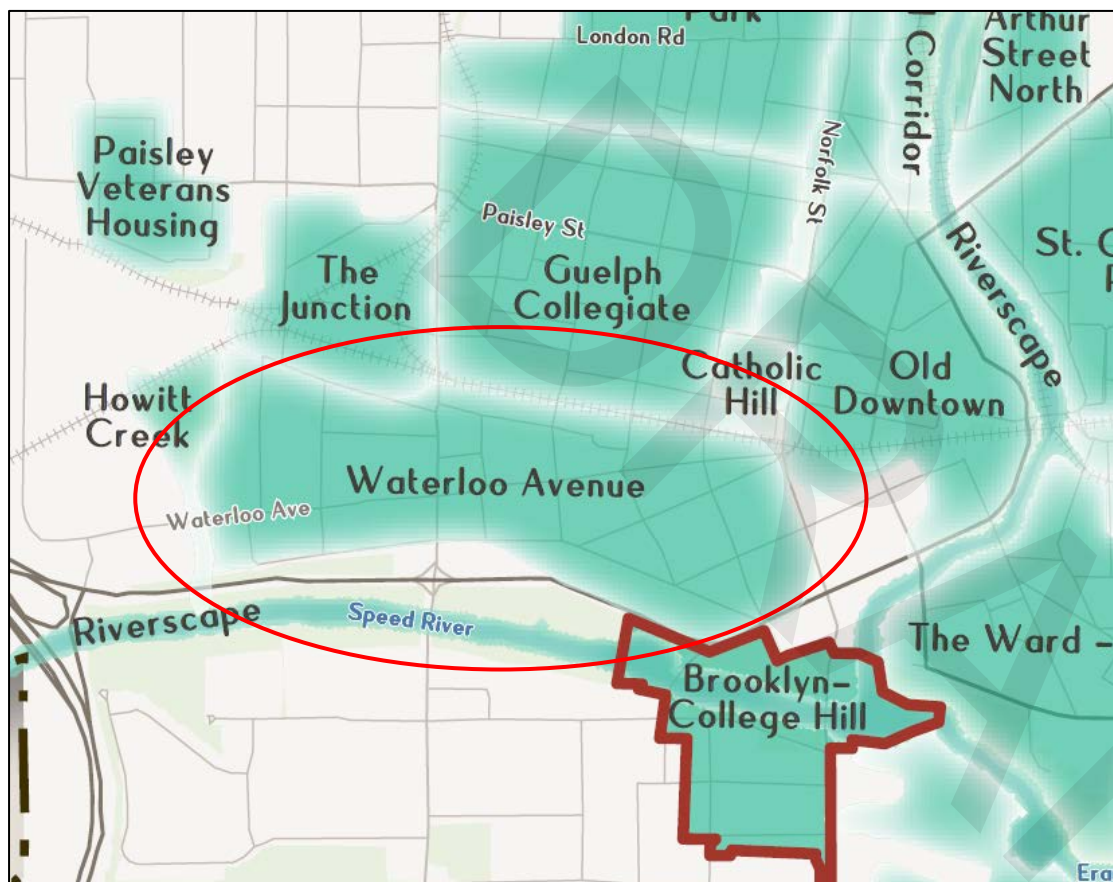 Park
London Rd
Corridor
Arthur
Street
North
Paisley
Veterans
Housing
Norfolk St
Paisley St
Riverscape
St.
The
Junction
Guelph
Collegiate
Catholic
Hill
Old
Downtown
Howitt
Creek
Waterloo Avenue
Waterloo Ave
Riverscape
Speed River
The Ward -
Brooklyn-
College Hill